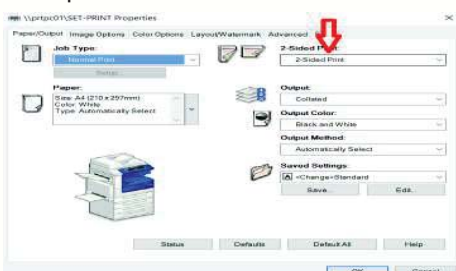 \\prtpc01\SET-PRINT Properties
Paper/Output Image Options Color Options Layout/Watermark Advanced
Job Type:
Normal Print
Setup...
2-Sided Print
2-Sided Print
Paper:
Size: A4 (210 x 297mm)
Color: White
Type: Automatically Select
Output:
Collated
Output Color:
Black and White
Output Method:
Automatically Select
Saved Settings:
<Change>Standard
Save...
Edit...
Status
Defaults
Default All
Help
OK
Cancel